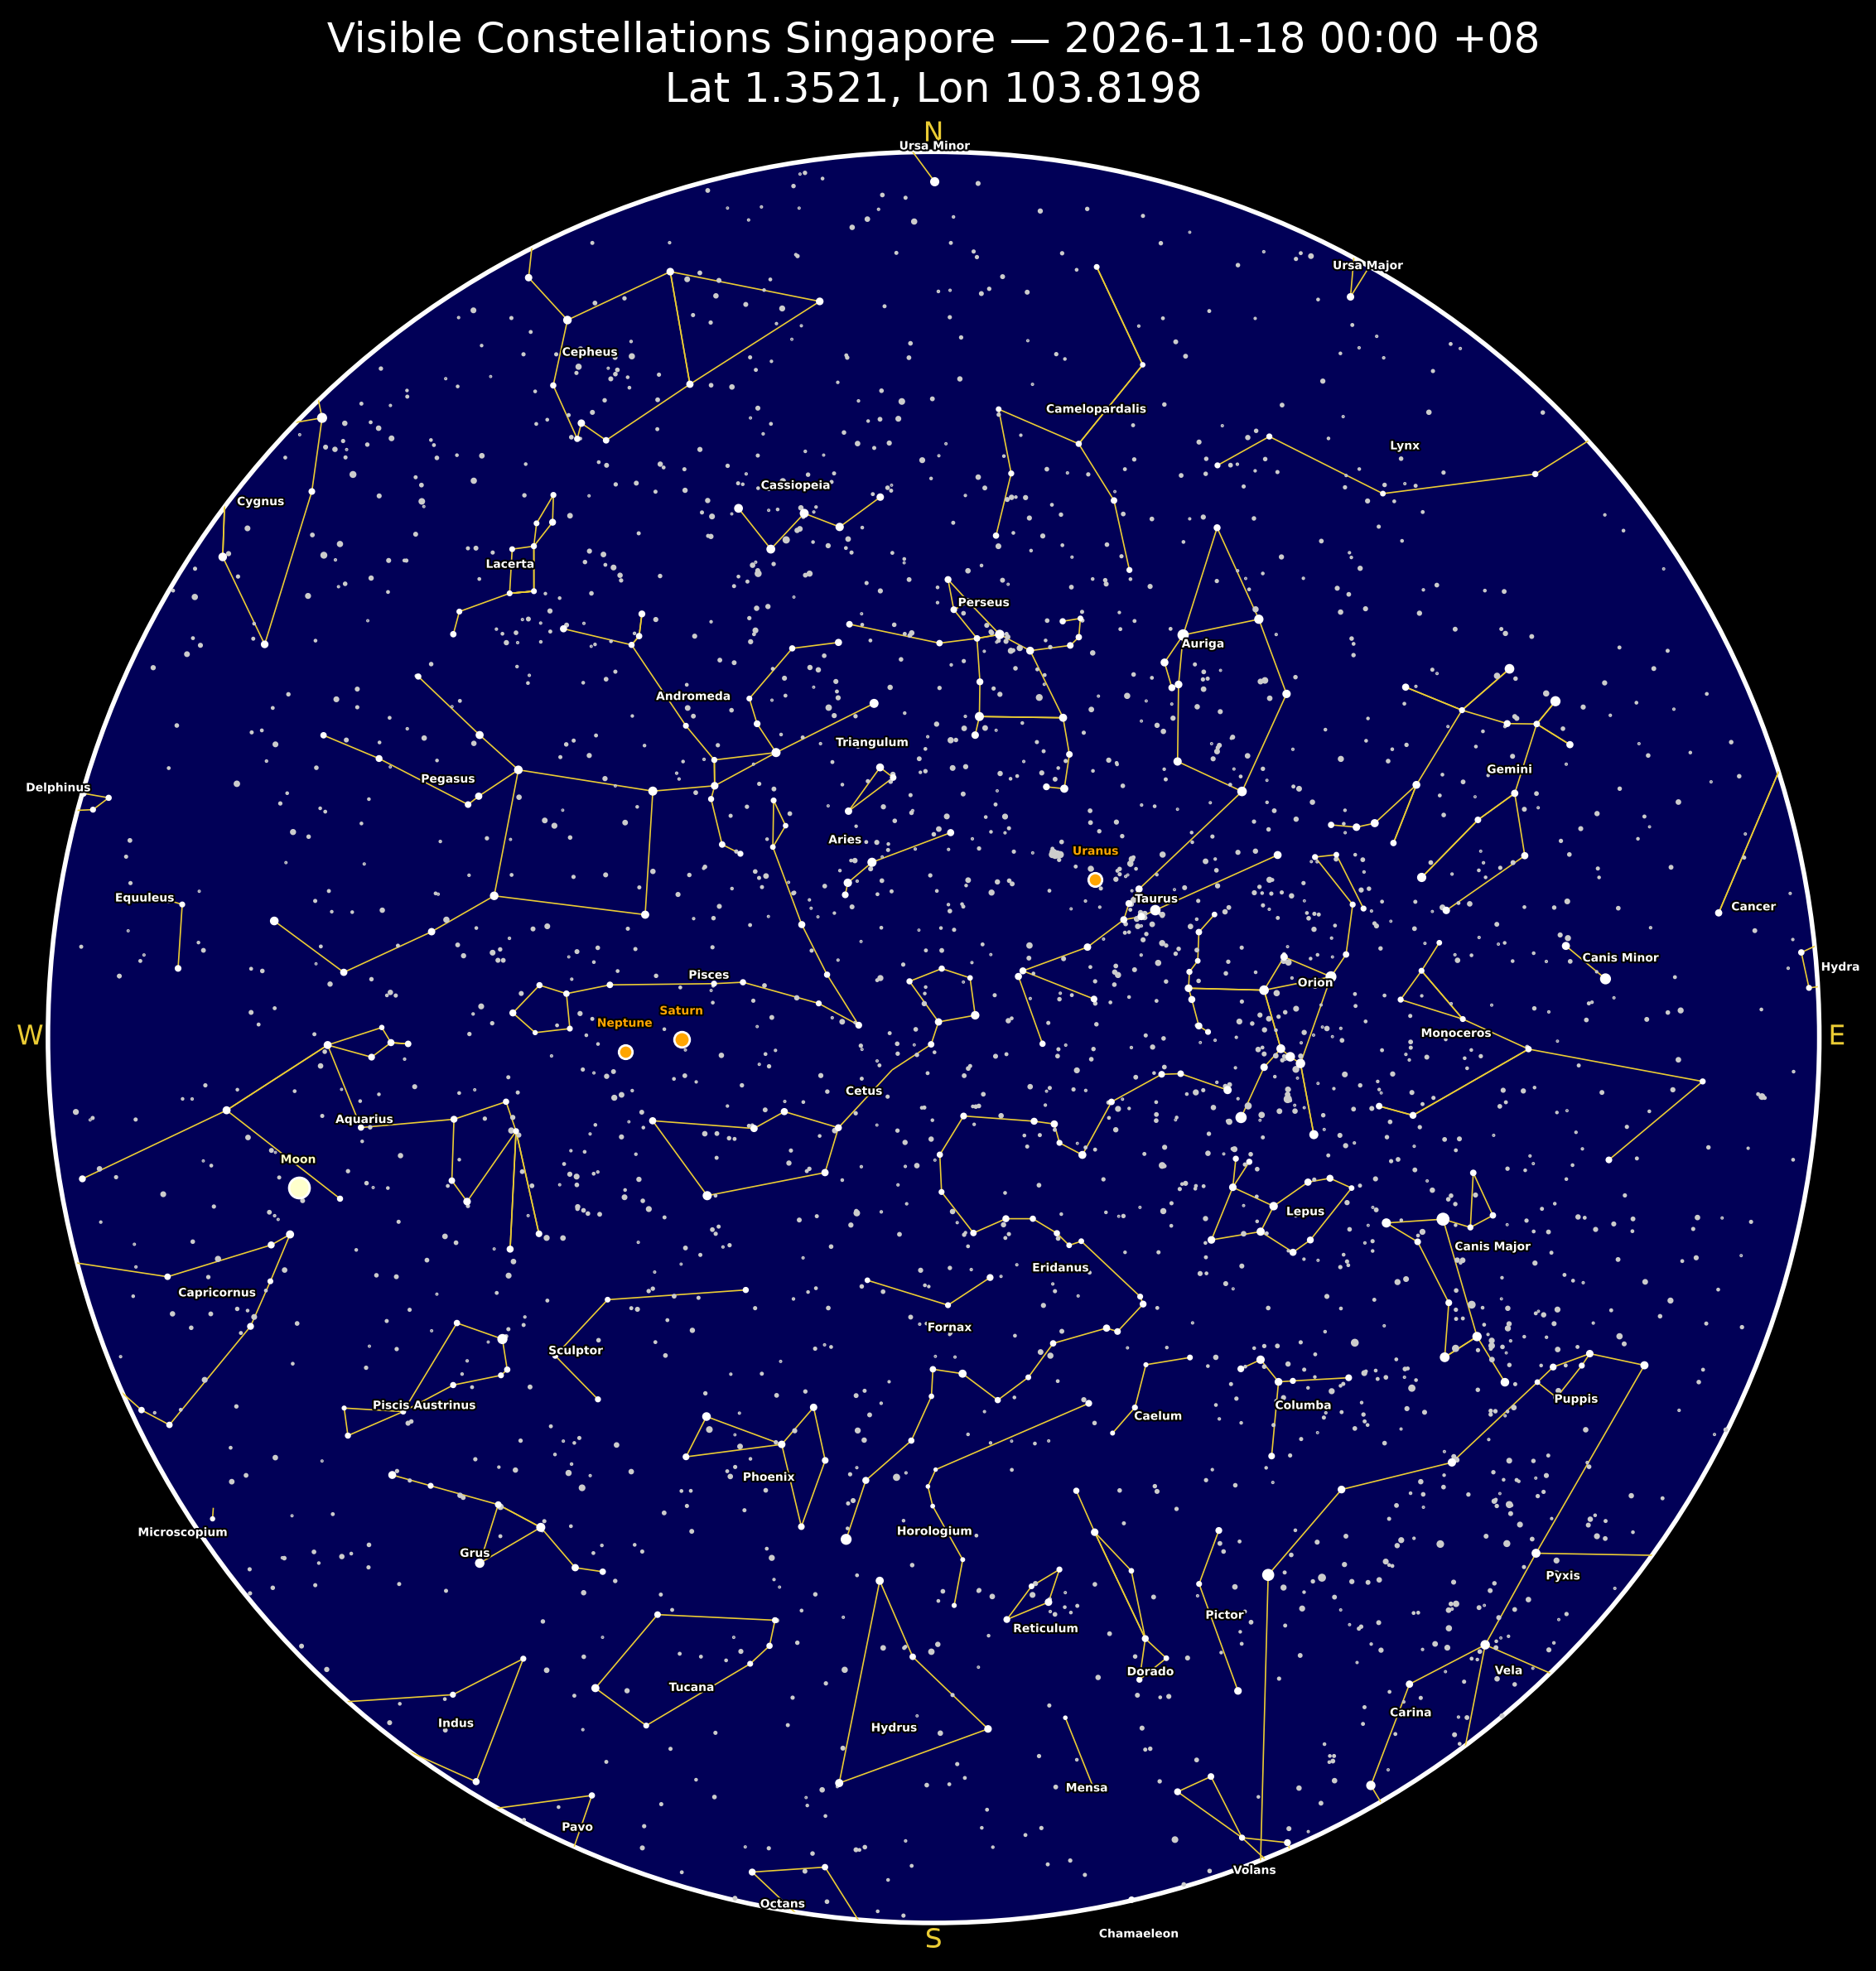 Visible Constellations Singapore — 2026-11-18 00:00 +08
Lat 1.3521, Lon 103.8198
N
Ursa Minor
Ursa Major
Cepheus
Camelopardalis
Lynx
Cassiopeia
Cygnus
Lacerta
Perseus
Auriga
Andromeda
Triangulum
Gemini
Pegasus
Delphinus
Aries
Uranus
Equuleus
Taurus
Cancer
Canis Minor
Hydra
Pisces
Orion
Saturn
Neptune
Monoceros
W
E
Cetus
Aquarius
Moon
Lepus
Canis Major
Eridanus
Capricornus
Fornax
Sculptor
Puppis
Piscis Austrinus
Columba
Caelum
Phoenix
Horologium
Microscopium
Grus
Pyxis
Pictor
Reticulum
Vela
Dorado
Tucana
Carina
Indus
Hydrus
Mensa
Pavo
Volans
Octans
Chamaeleon
S